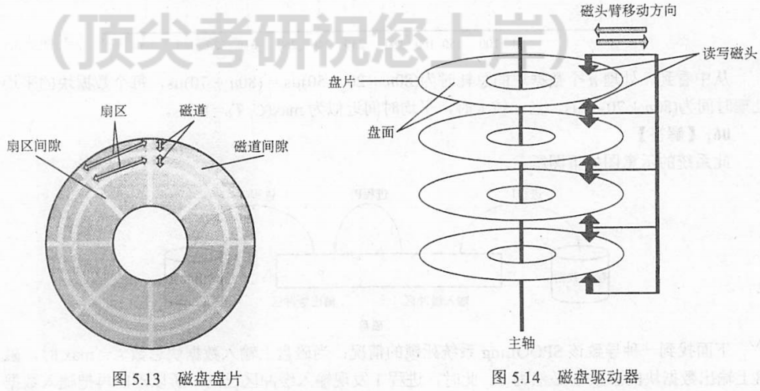 （顶尖考研祝您上岸）
磁头臂移动方向
读写磁头
盘片
盘面
扇区
磁道
扇区间隙
磁道间隙
主轴
图 5.13 磁盘盘片
图 5.14 磁盘驱动器